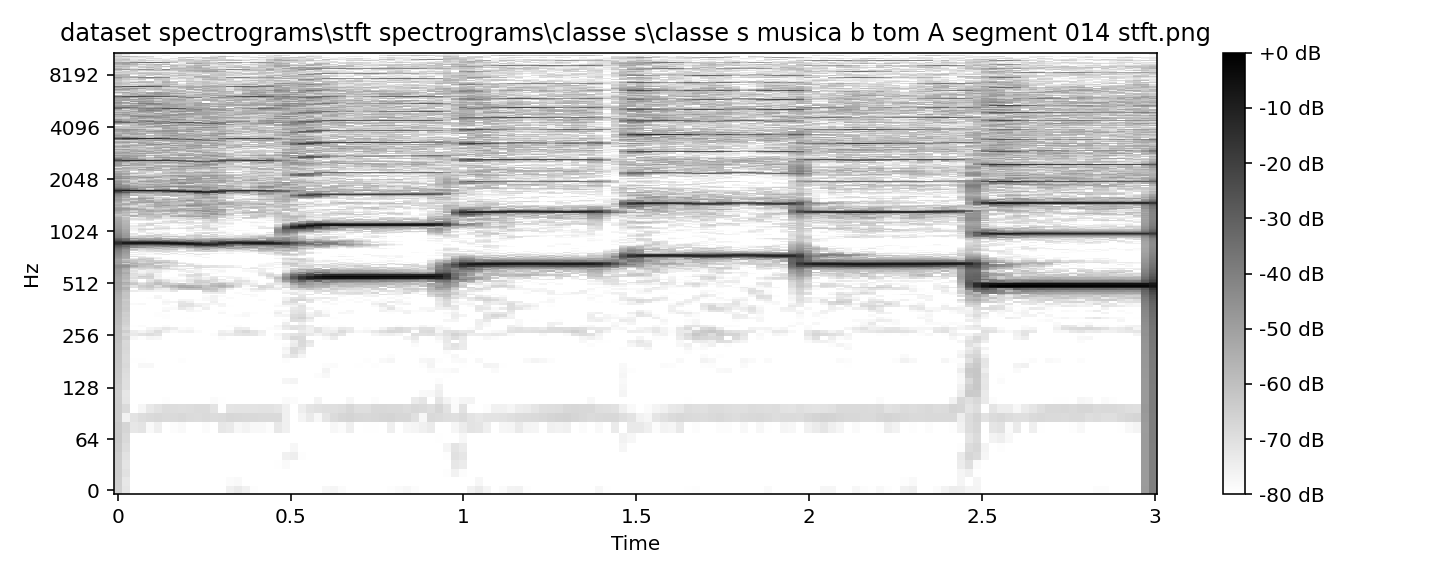 dataset spectrograms\stft spectrograms\classe s\classe s musica b tom A segment 014 stft.png
8192
4096
2048
1024
512
256
128
64
0
Hz
0
0.5
1
1.5
2
2.5
3
Time
+0 dB
-10 dB
-20 dB
-30 dB
-40 dB
-50 dB
-60 dB
-70 dB
-80 dB